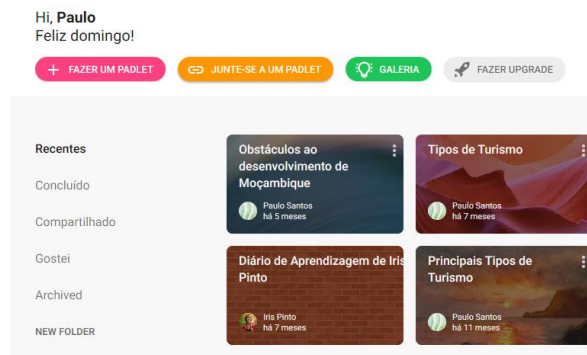 Hi, Paulo
Feliz domingo!
FAZER UM PADLET
JUNTE-SE A UM PADLET
GALERIA
FAZER UPGRADE
Recentes
Concluído
Compartilhado
Gostei
Archived
NEW FOLDER
Obstáculos ao
desenvolvimento de
Moçambique
Paulo Santos
há 5 meses
Tipos de Turismo
Paulo Santos
há 7 meses
Diário de Aprendizagem de Iris
Pinto
Iris Pinto
há 7 meses
Principais Tipos de
Turismo
Paulo Santos
há 11 meses